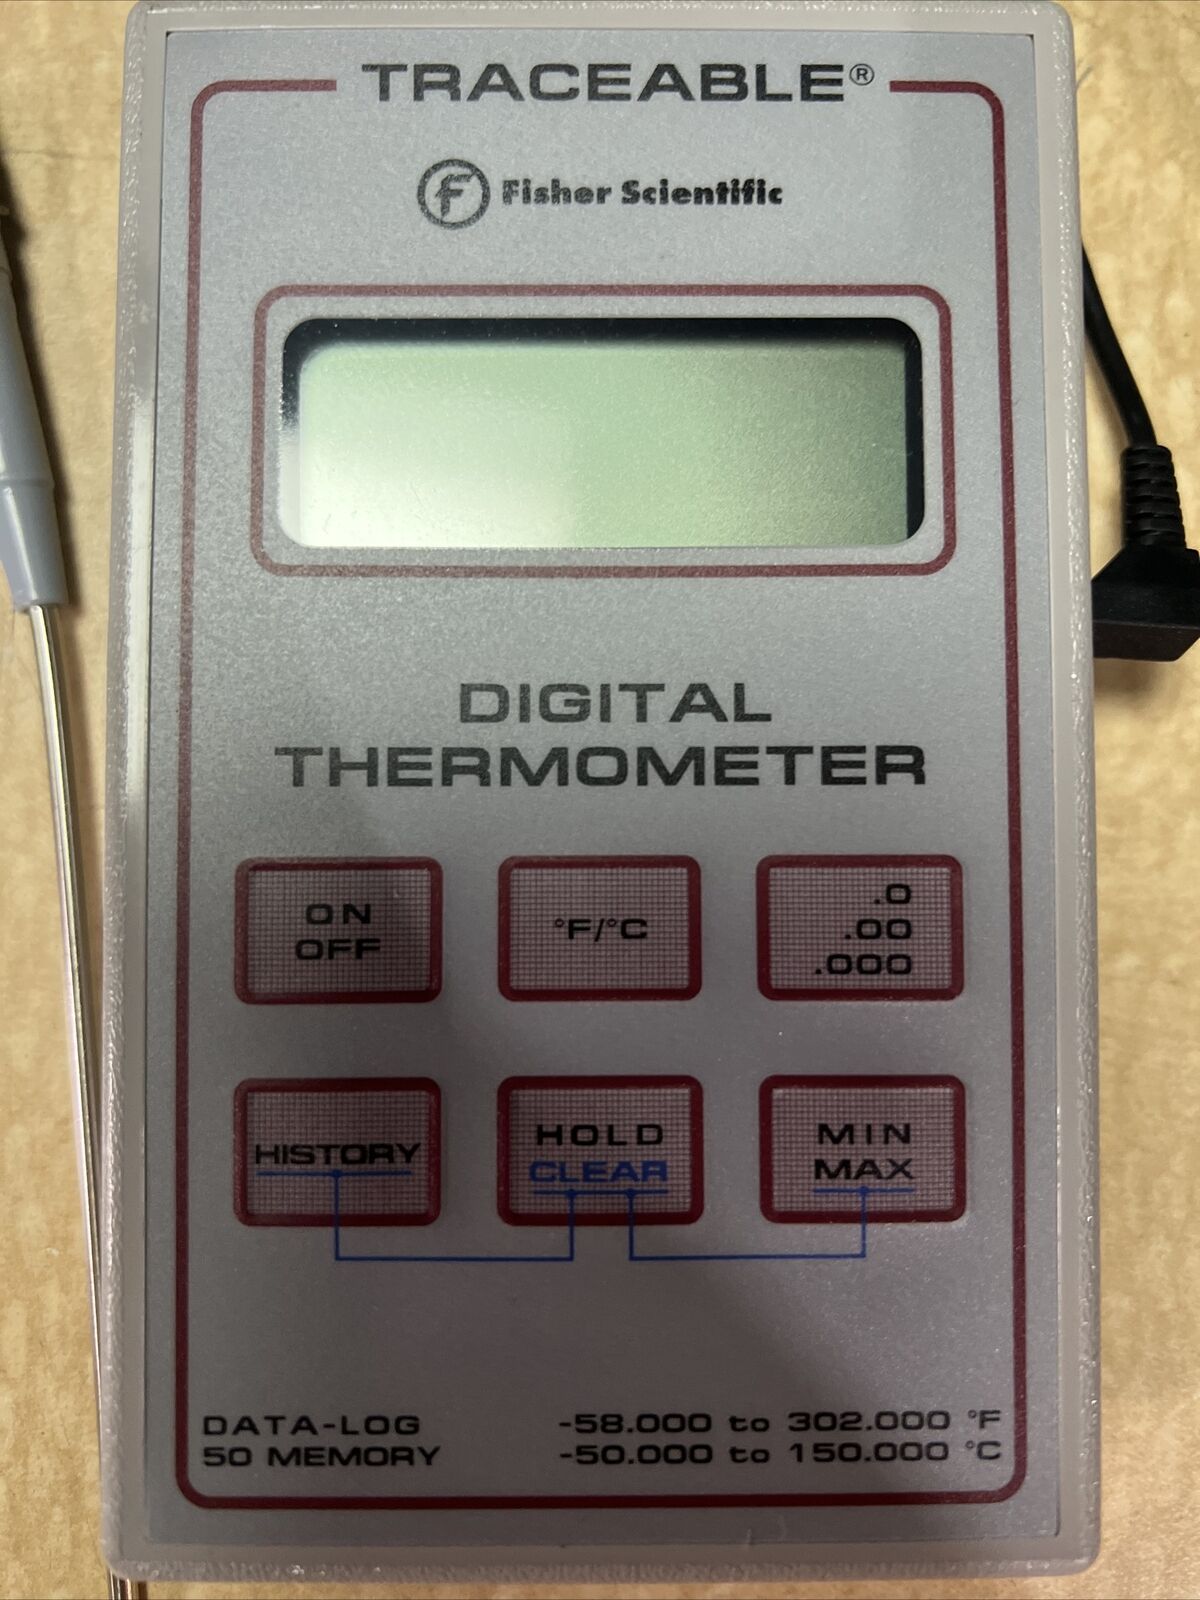 TRACEABLE®
Fisher Scientific
DIGITAL
THERMOMETER
ON
OFF
°F/°C
.0
.00
.000
HISTORY
HOLD
CLEAR
MIN
MAX
DATA-LOG
50 MEMORY
-58.000 to 302.000 °F
-50.000 to 150.000 °C